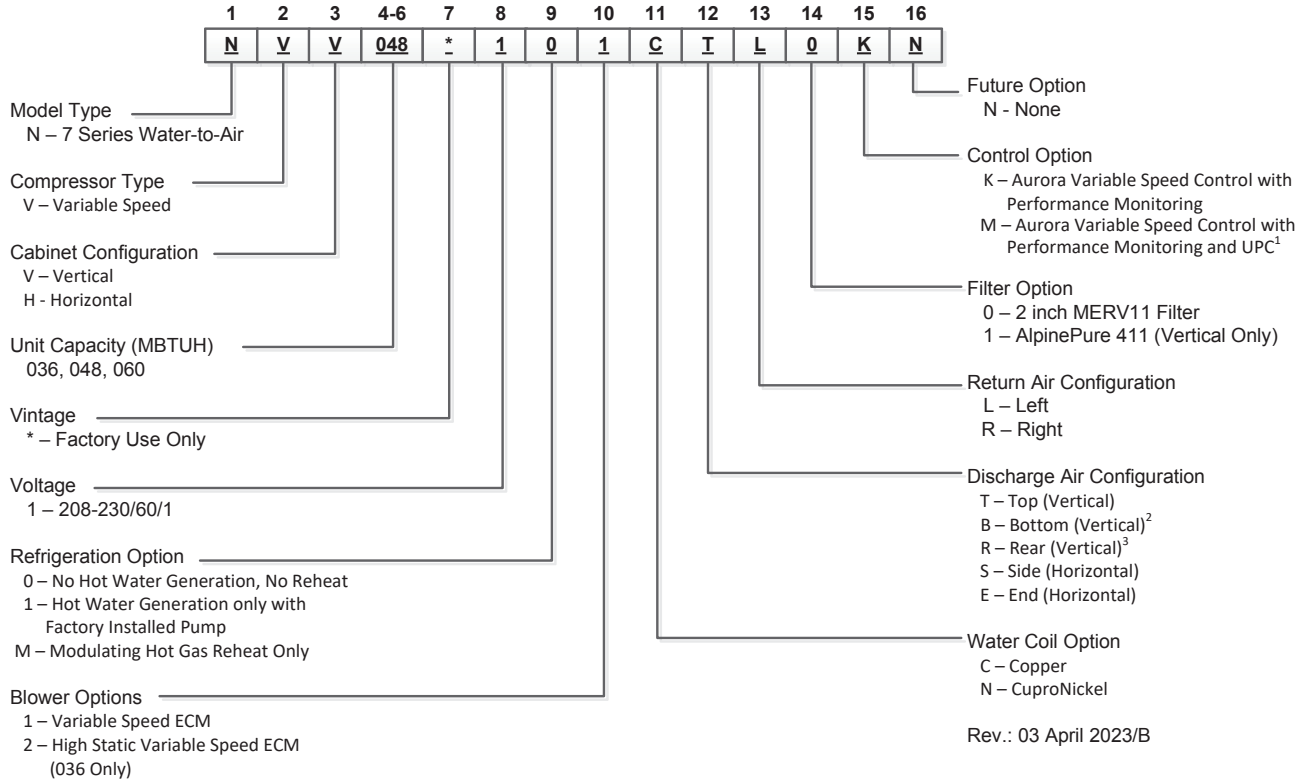 1 2 3 4-6 7 8 9 10 11 12 13 14 15 16
N V V 048 * 1 0 1 C T L 0 K N
Model Type
N – 7 Series Water-to-Air
Compressor Type
V – Variable Speed
Cabinet Configuration
V – Vertical
H - Horizontal
Unit Capacity (MBTUH)
036, 048, 060
Vintage
* – Factory Use Only
Voltage
1 – 208-230/60/1
Refrigeration Option
0 – No Hot Water Generation, No Reheat
1 – Hot Water Generation only with
Factory Installed Pump
M – Modulating Hot Gas Reheat Only
Blower Options
1 – Variable Speed ECM
2 – High Static Variable Speed ECM
(036 Only)
Future Option
N - None
Control Option
K – Aurora Variable Speed Control with
Performance Monitoring
M – Aurora Variable Speed Control with
Performance Monitoring and UPC1
Filter Option
0 – 2 inch MERV11 Filter
1 – AlpinePure 411 (Vertical Only)
Return Air Configuration
L – Left
R – Right
Discharge Air Configuration
T – Top (Vertical)
B – Bottom (Vertical)2
R – Rear (Vertical)3
S – Side (Horizontal)
E – End (Horizontal)
Water Coil Option
C – Copper
N – CuproNickel
Rev.: 03 April 2023/B